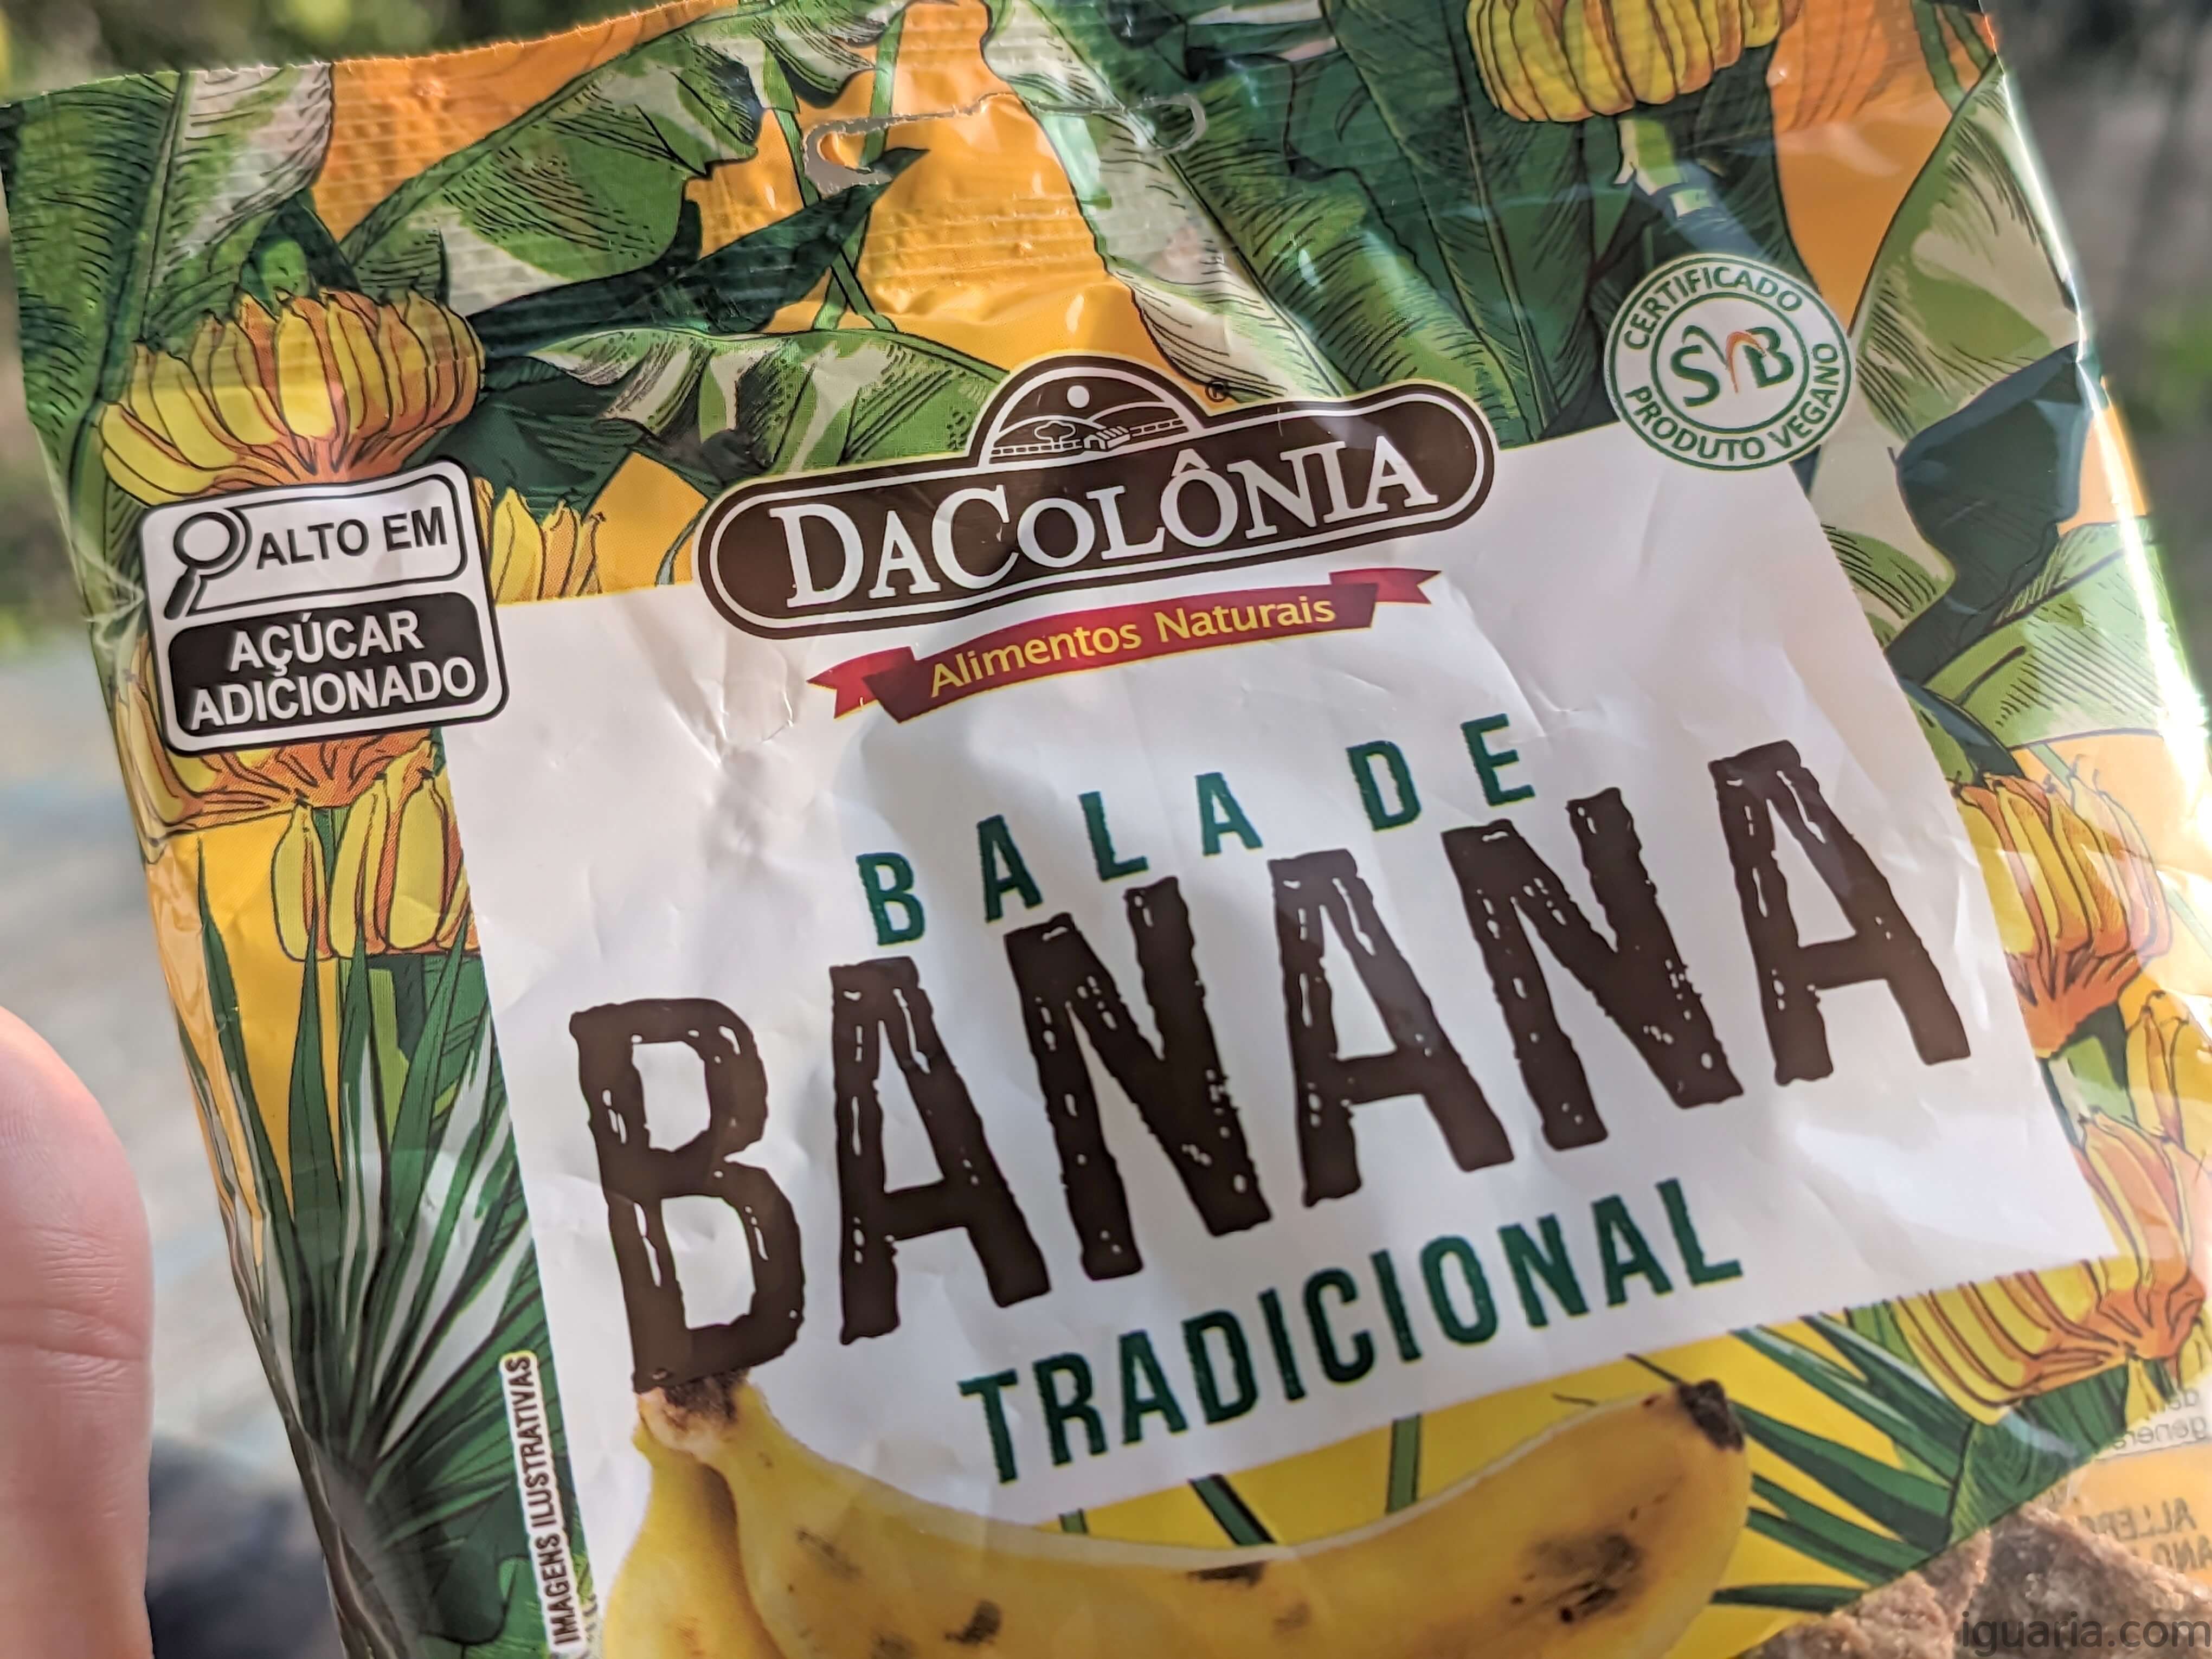 CERTIFICADO
SVB
PRODUTO VEGANO
ALTO EM
AÇÚCAR
ADICIONADO
DACOLÔNIA
®
Alimentos Naturais
BALA DE
BANANA
TRADICIONAL
IMAGENS ILUSTRATIVAS
iguaria.com